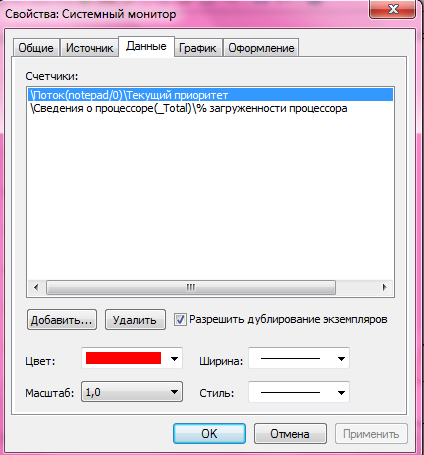 Свойства: Системный монитор
Общие Источник Данные График Оформление
Счетчики:
\Поток(notepad/0)\Текущий приоритет
\Сведения о процессоре(_Total)\% загруженности процессора
Добавить... Удалить Разрешить дублирование экземпляров
Цвет: Ширина:
Масштаб: 1,0 Стиль:
OK Отмена Применить